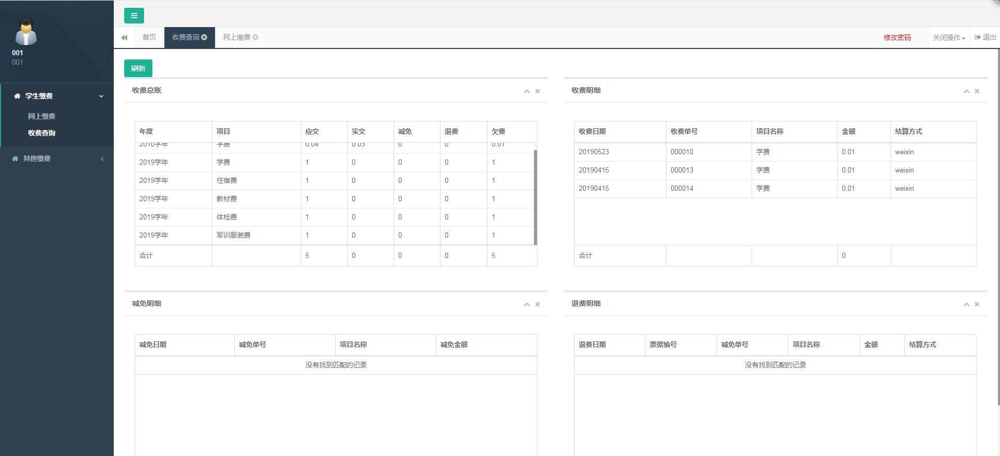 001
001
学生缴费
网上缴费
收费查询
其他缴费
首页 收费查询 网上缴费 修改密码 关闭操作 退出
刷新
收费总账
年度 项目 应交 实交 减免 退费 欠费
学费 0.04 0.03 0 0 0.01
2019学年 学费 1 0 0 0 1
2019学年 住宿费 1 0 0 0 1
2019学年 教材费 1 0 0 0 1
2019学年 体检费 1 0 0 0 1
2019学年 军训服装费 1 0 0 0 1
合计 5 0 0 0 5
收费明细
收费日期 收费单号 项目名称 金额 结算方式
20190523 000010 学费 0.01 weixin
20190415 000013 学费 0.01 weixin
20190415 000014 学费 0.01 weixin
合计 0
减免明细
减免日期 减免单号 项目名称 减免金额
没有找到匹配的记录
退费明细
退费日期 票据编号 减免单号 项目名称 金额 结算方式
没有找到匹配的记录